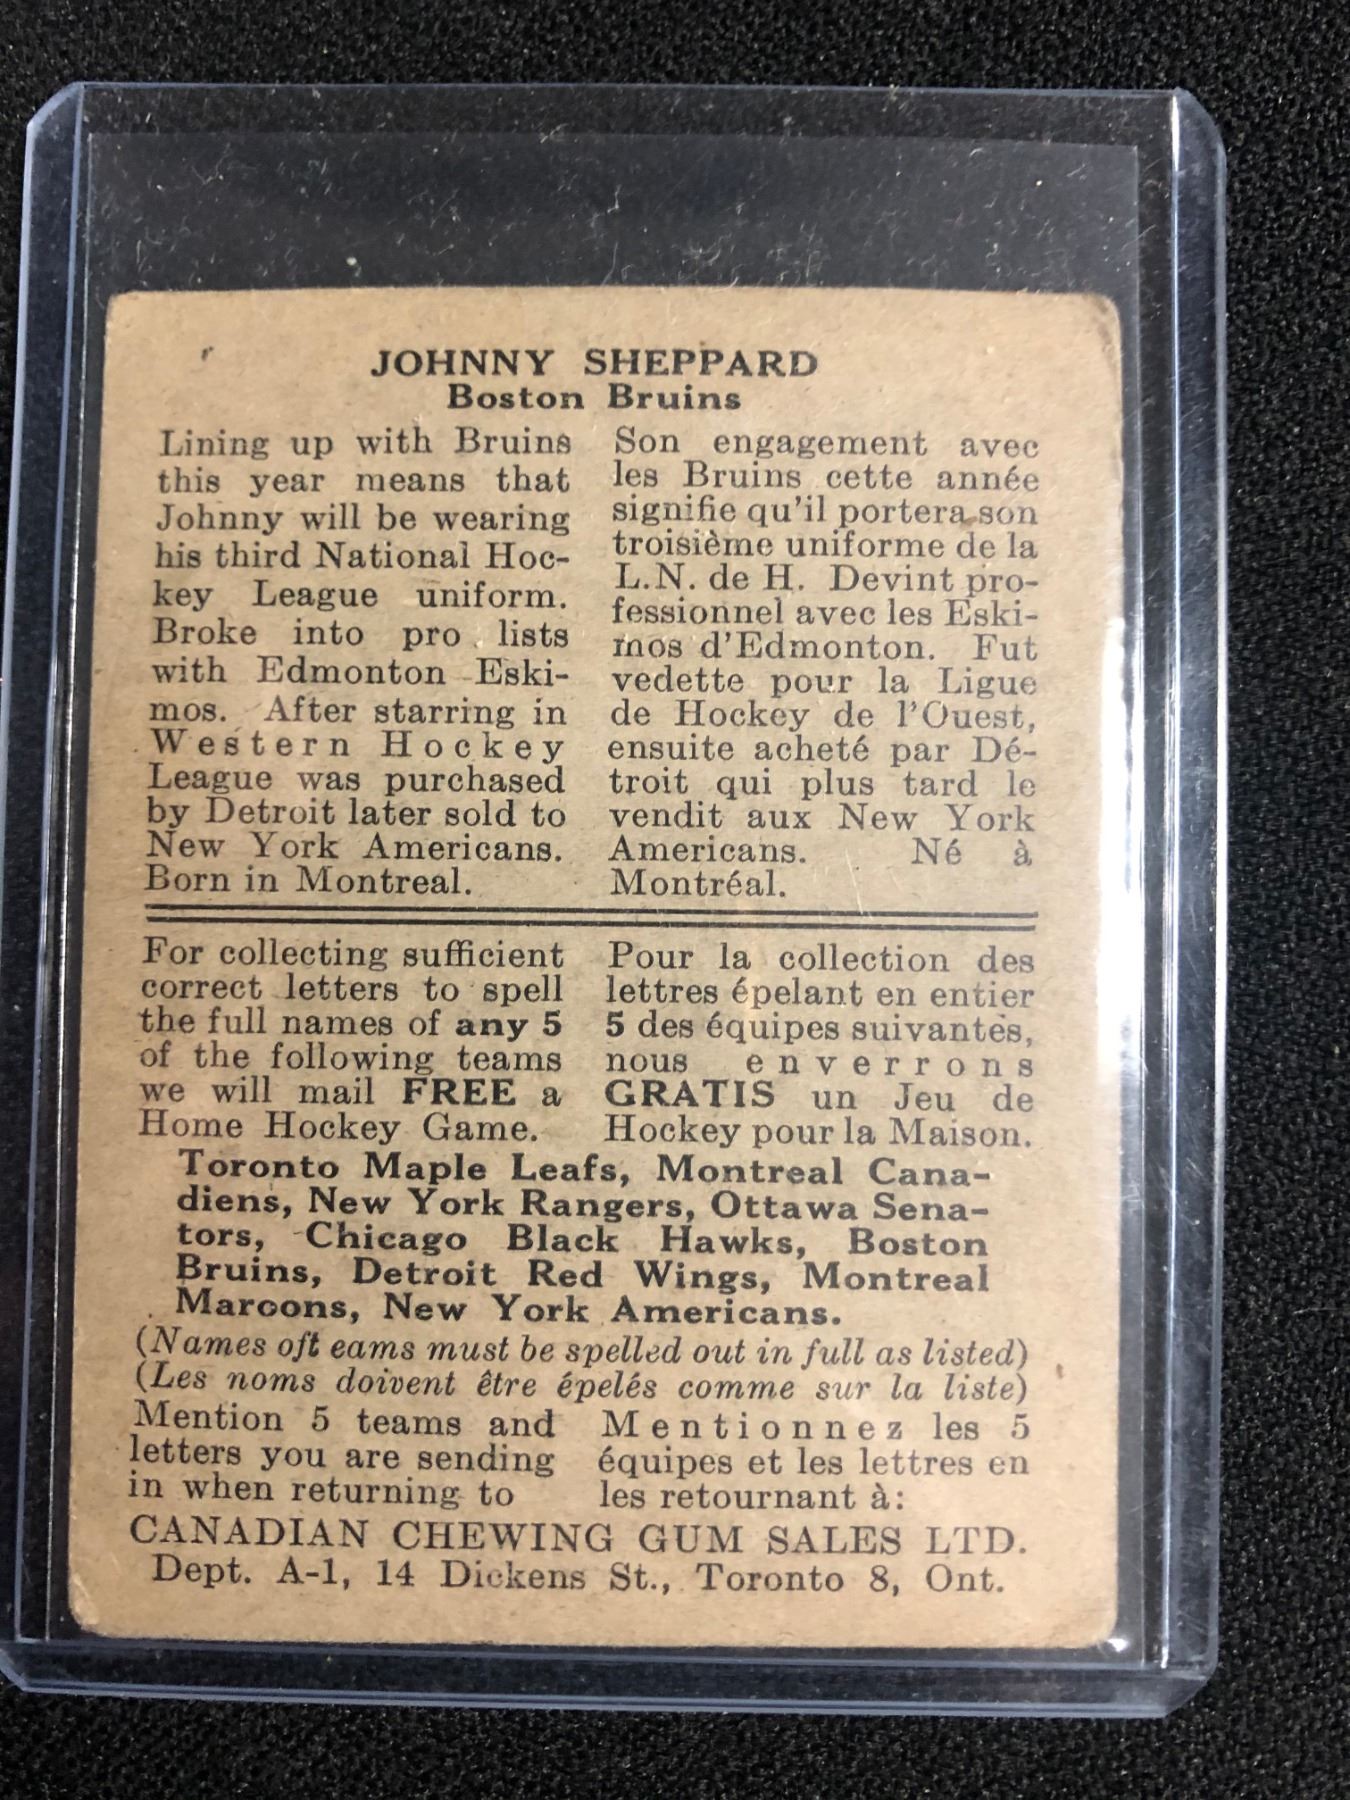 JOHNNY SHEPPARD
Boston Bruins
Lining up with Bruins
this year means that
Johnny will be wearing
his third National Hoc-
key League uniform.
Broke into pro lists
with Edmonton Eski-
mos. After starring in
Western Hockey
League was purchased
by Detroit later sold to
New York Americans.
Born in Montreal.
Son engagement avec
les Bruins cette année
signifie qu'il portera son
troisième uniforme de la
L.N. de H. Devint pro-
fessionnel avec les Eski-
mos d'Edmonton. Fut
vedette pour la Ligue
de Hockey de l'Ouest,
ensuite acheté par Dé-
troit qui plus tard le
vendit aux New York
Americans. Né à
Montréal.
For collecting sufficient
correct letters to spell
the full names of any 5
of the following teams
we will mail FREE a
Home Hockey Game.
Pour la collection des
lettres épelant en entier
5 des équipes suivantes,
nous enverrons
GRATIS un Jeu de
Hockey pour la Maison.
Toronto Maple Leafs, Montreal Cana-
diens, New York Rangers, Ottawa Sena-
tors, Chicago Black Hawks, Boston
Bruins, Detroit Red Wings, Montreal
Maroons, New York Americans.
(Names oft eams must be spelled out in full as listed)
(Les noms doivent être épelés comme sur la liste)
Mention 5 teams and
letters you are sending
in when returning to
Mentionnez les 5
équipes et les lettres en
les retournant à:
CANADIAN CHEWING GUM SALES LTD.
Dept. A-1, 14 Dickens St., Toronto 8, Ont.